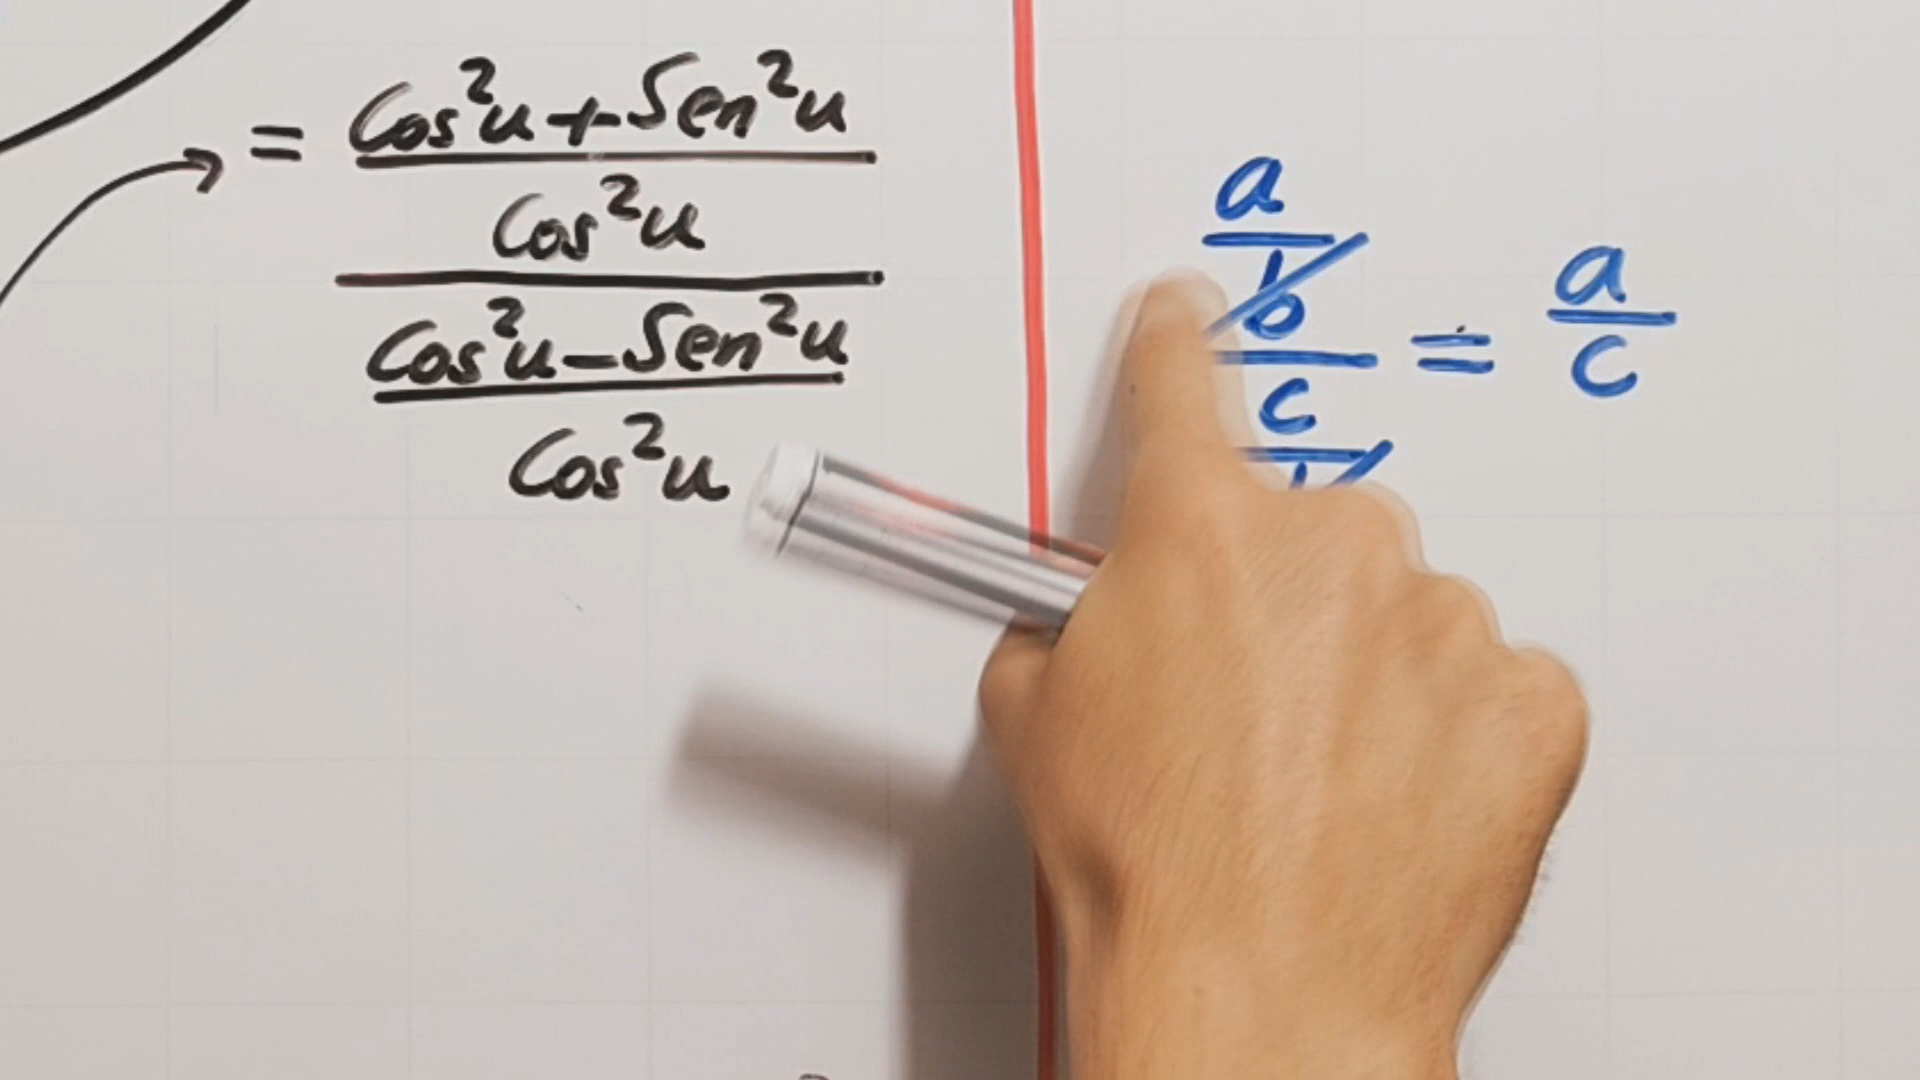 = Cos²u + Sen²u
Cos²u
Cos²u - Sen²u
Cos²u
a
b
c
= a
c